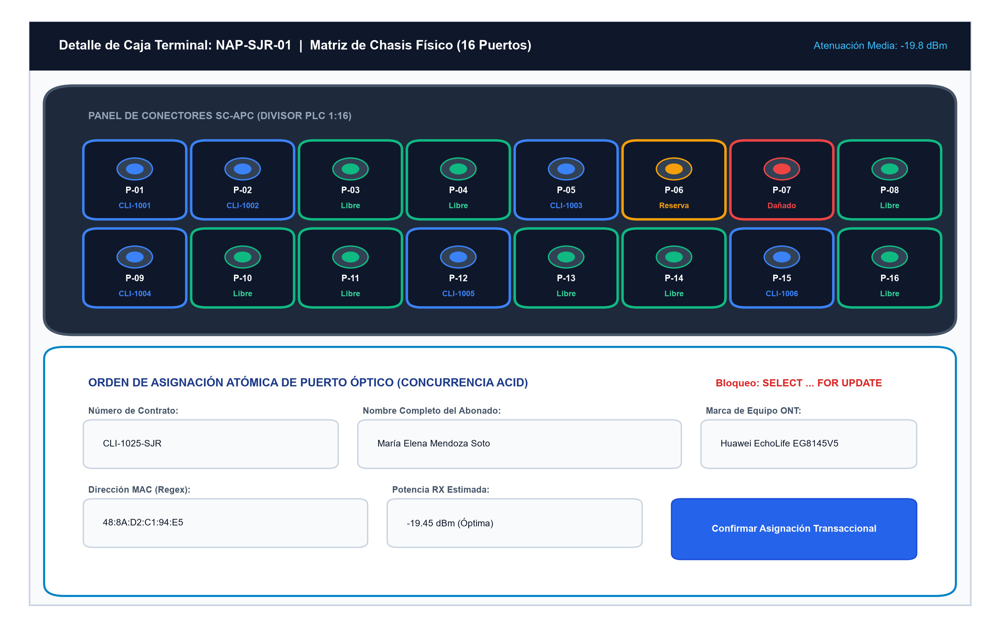 Detalle de Caja Terminal: NAP-SJR-01 | Matriz de Chasis Físico (16 Puertos)
Atenuación Media: -19.8 dBm
PANEL DE CONECTORES SC-APC (DIVISOR PLC 1:16)
P-01
CLI-1001
P-02
CLI-1002
P-03
Libre
P-04
Libre
P-05
CLI-1003
P-06
Reserva
P-07
Dañado
P-08
Libre
P-09
CLI-1004
P-10
Libre
P-11
Libre
P-12
CLI-1005
P-13
Libre
P-14
Libre
P-15
CLI-1006
P-16
Libre
ORDEN DE ASIGNACIÓN ATÓMICA DE PUERTO ÓPTICO (CONCURRENCIA ACID)
Bloqueo: SELECT ... FOR UPDATE
Número de Contrato:
CLI-1025-SJR
Nombre Completo del Abonado:
María Elena Mendoza Soto
Marca de Equipo ONT:
Huawei EchoLife EG8145V5
Dirección MAC (Regex):
48:8A:D2:C1:94:E5
Potencia RX Estimada:
-19.45 dBm (Óptima)
Confirmar Asignación Transaccional